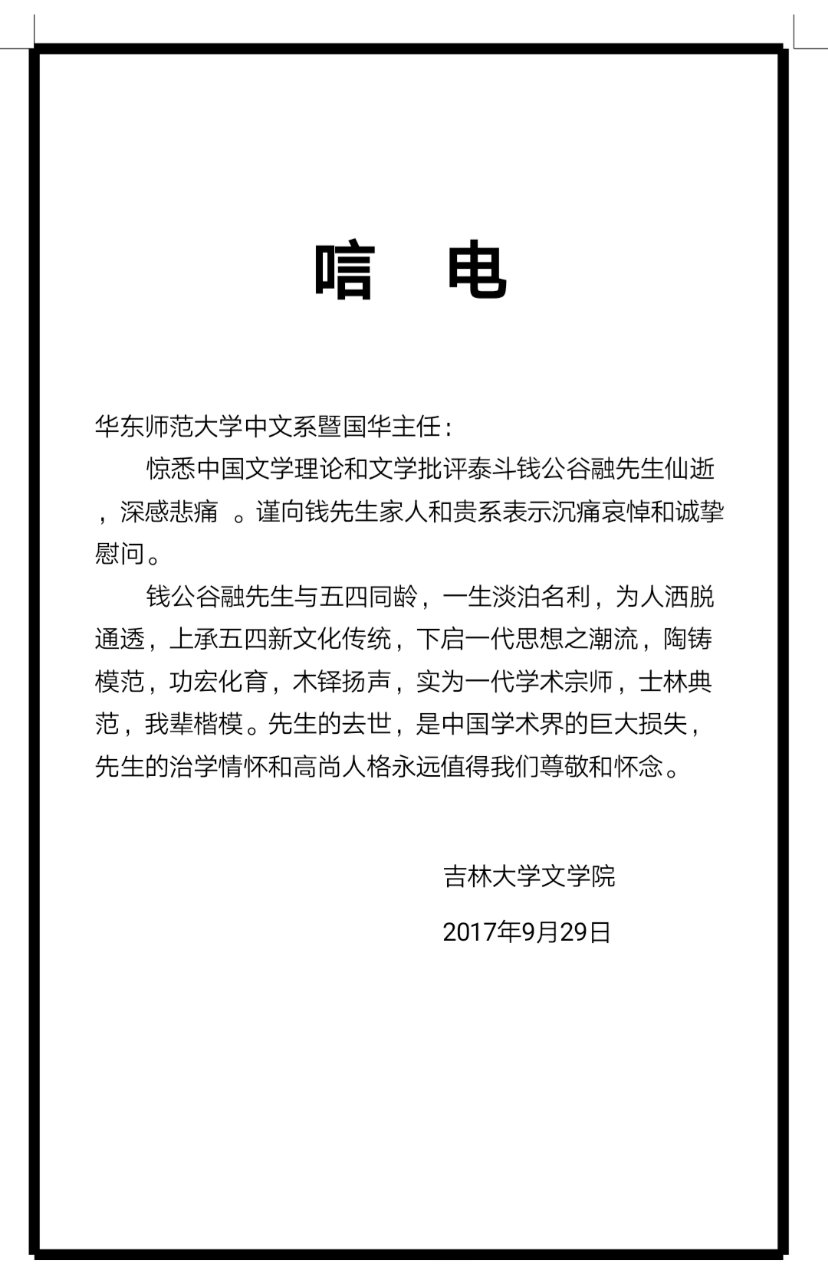 唁 电
华东师范大学中文系暨国华主任:
惊悉中国文学理论和文学批评泰斗钱公谷融先生仙逝
，深感悲痛 。谨向钱先生家人和贵系表示沉痛哀悼和诚挚
慰问。
钱公谷融先生与五四同龄，一生淡泊名利，为人洒脱
通透，上承五四新文化传统，下启一代思想之潮流，陶铸
模范，功宏化育，木铎扬声，实为一代学术宗师，士林典
范，我辈楷模。先生的去世，是中国学术界的巨大损失，
先生的治学情怀和高尚人格永远值得我们尊敬和怀念。
吉林大学文学院
2017年9月29日